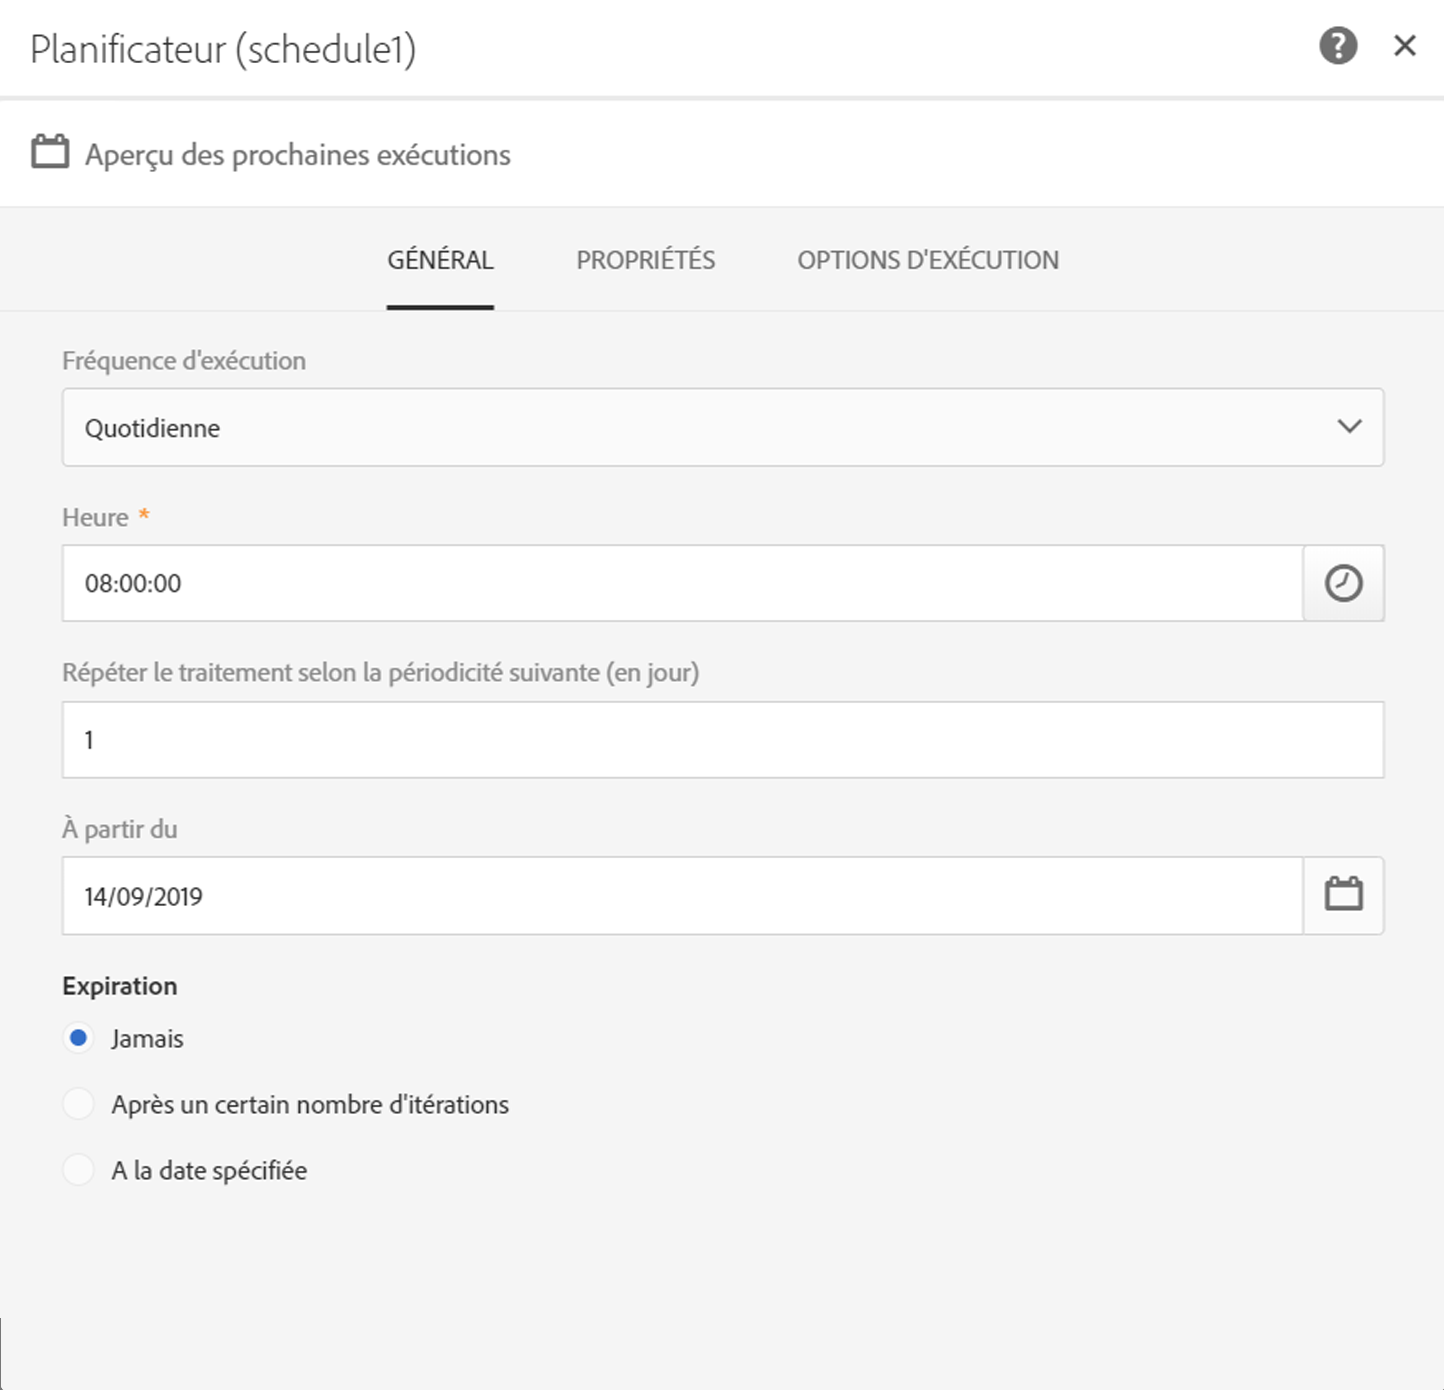 Planificateur (schedule1)
Aperçu des prochaines exécutions
GÉNÉRAL PROPRIÉTÉS OPTIONS D'EXÉCUTION
Fréquence d'exécution
Quotidienne
Heure *
08:00:00
Répéter le traitement selon la périodicité suivante (en jour)
1
À partir du
14/09/2019
Expiration
Jamais
Après un certain nombre d'itérations
A la date spécifiée